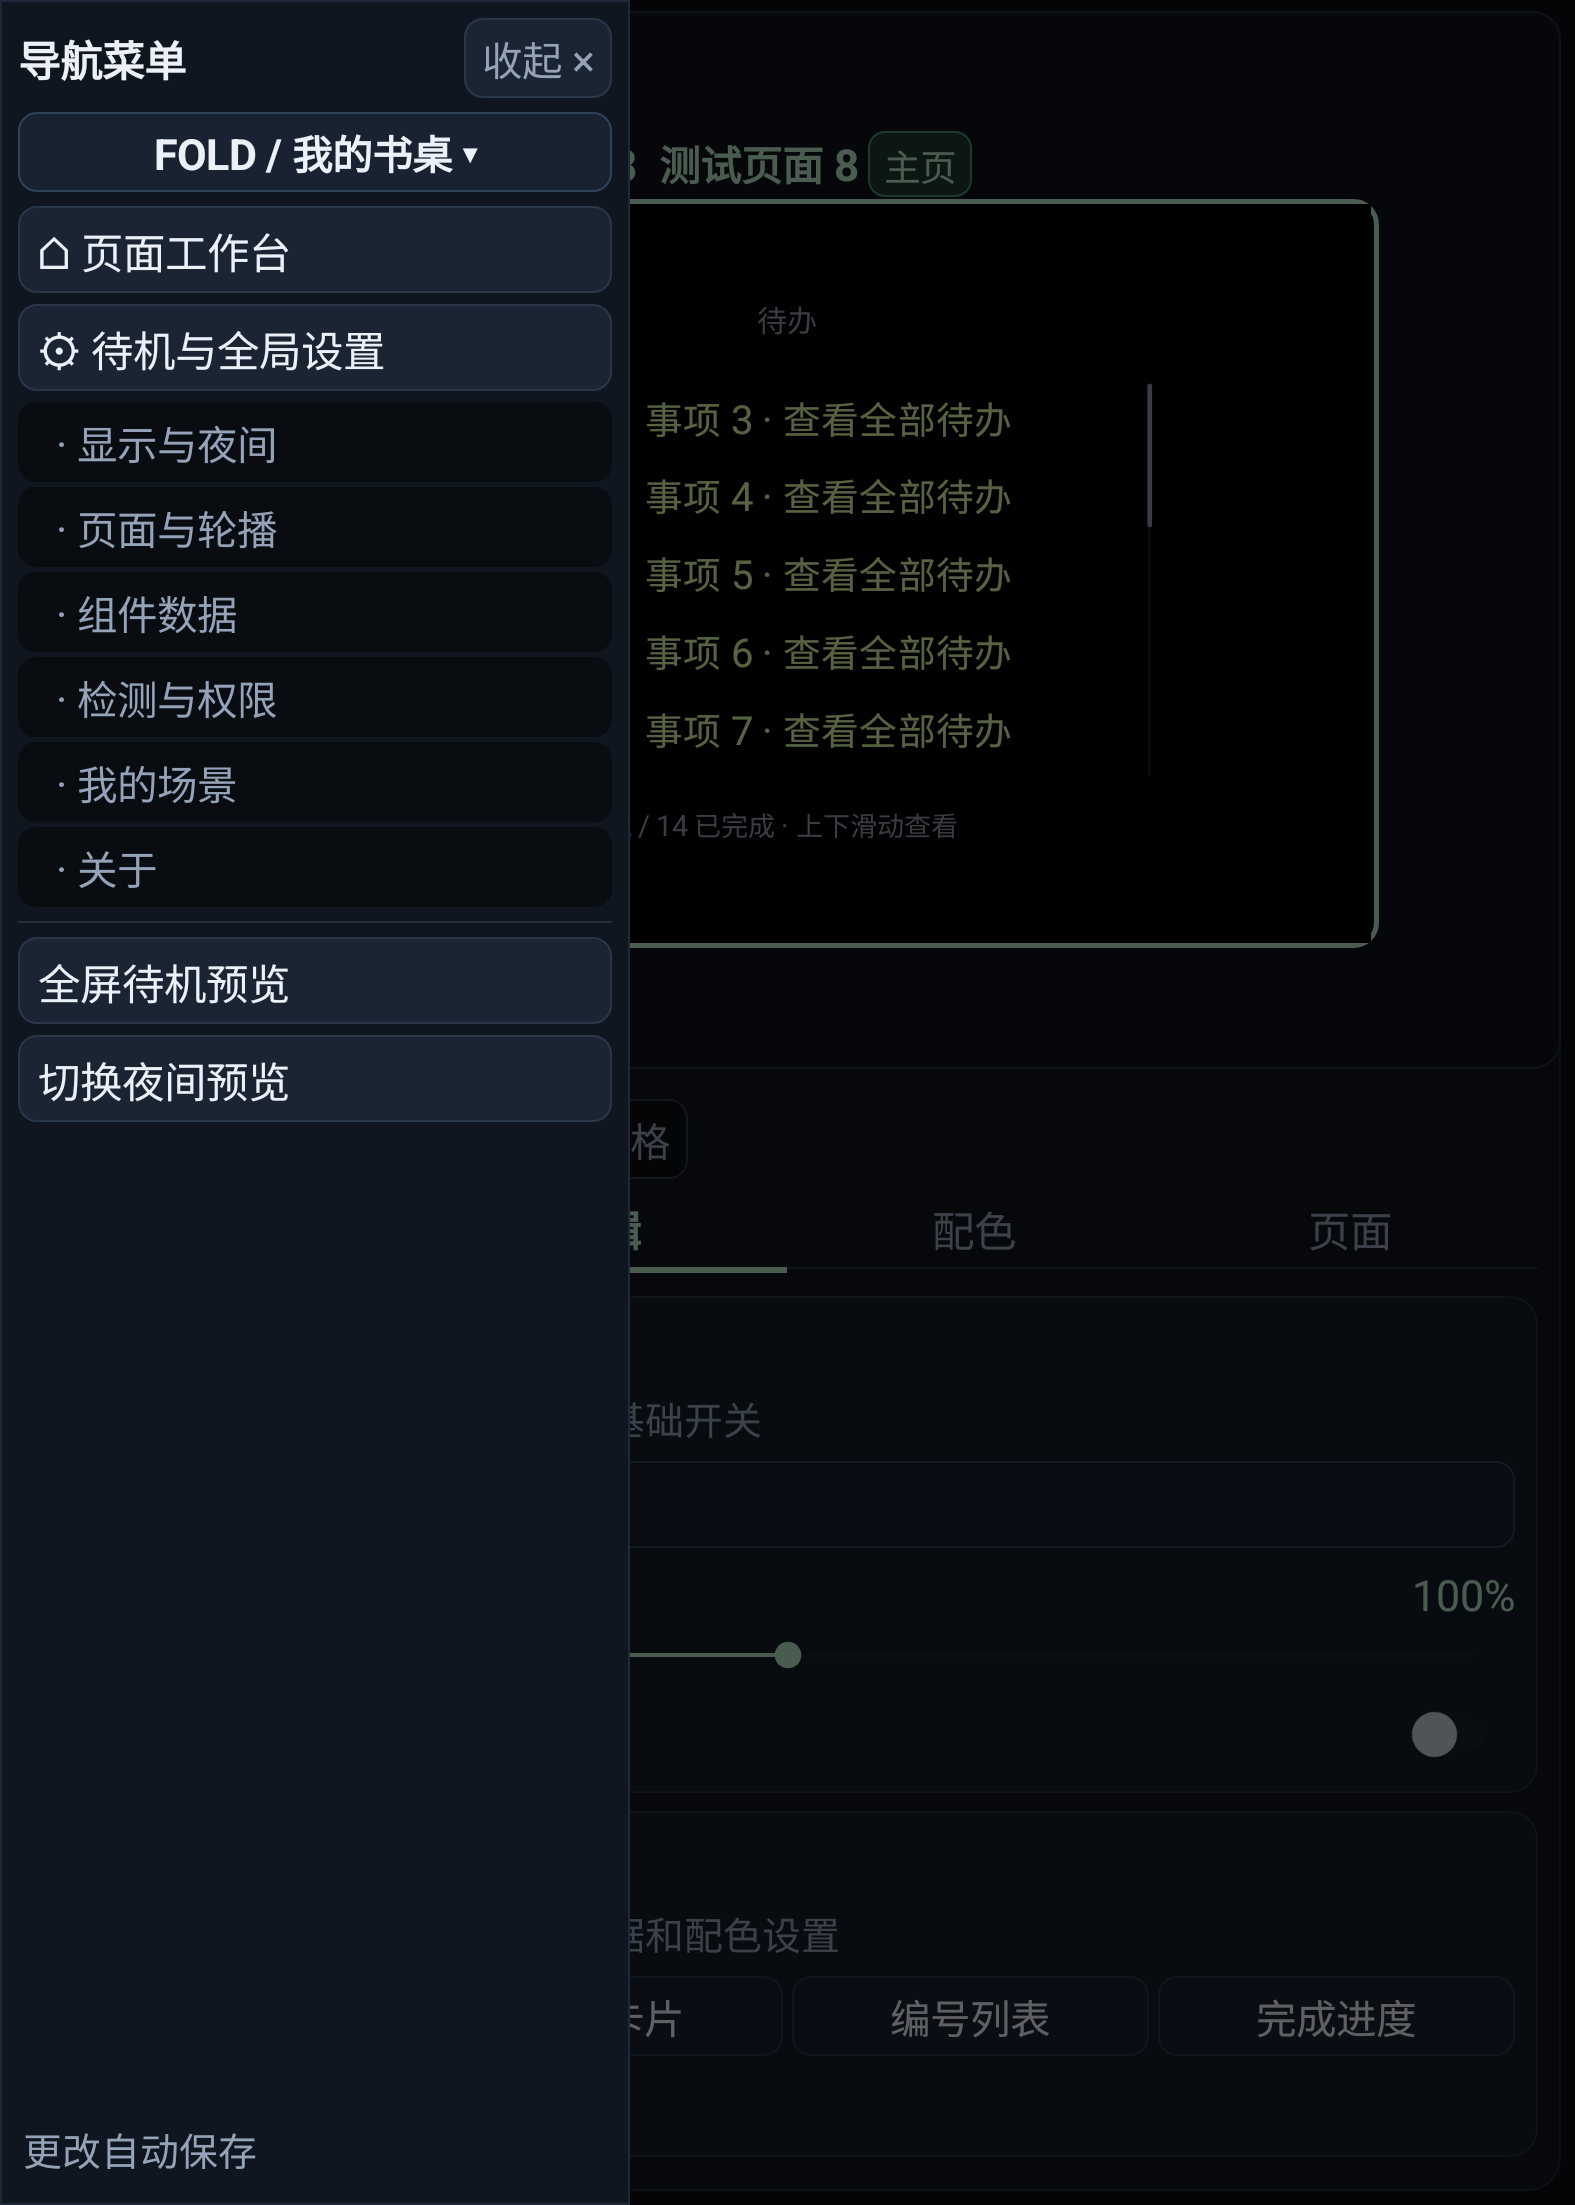 导航菜单
收起 ×
FOLD / 我的书桌 ▾
页面工作台
待机与全局设置
· 显示与夜间
· 页面与轮播
· 组件数据
· 检测与权限
· 我的场景
· 关于
全屏待机预览
切换夜间预览
更改自动保存
测试页面 8
主页
待办
事项 3 · 查看全部待办
事项 4 · 查看全部待办
事项 5 · 查看全部待办
事项 6 · 查看全部待办
事项 7 · 查看全部待办
/ 14 已完成 · 上下滑动查看
格
配色
页面
基础开关
100%
和配色设置
卡片
编号列表
完成进度